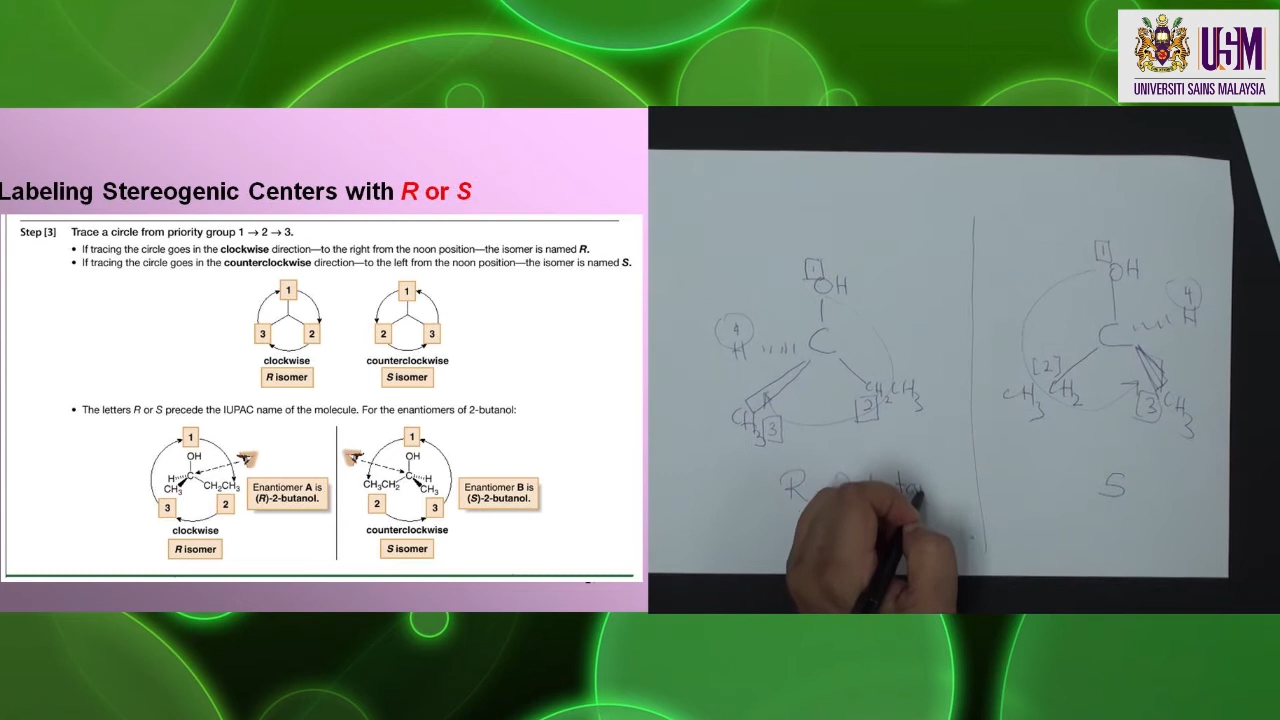 USM
UNIVERSITI SAINS MALAYSIA
Labeling Stereogenic Centers with R or S
Step [3] Trace a circle from priority group 1 → 2 → 3.
• If tracing the circle goes in the clockwise direction—to the right from the noon position—the isomer is named R.
• If tracing the circle goes in the counterclockwise direction—to the left from the noon position—the isomer is named S.
1
3 2
clockwise
R isomer
1
2 3
counterclockwise
S isomer
• The letters R or S precede the IUPAC name of the molecule. For the enantiomers of 2-butanol:
1
OH
H C
CH₃ CH₂CH₃
3 2
clockwise
R isomer
Enantiomer A is
(R)-2-butanol.
1
OH
C H
CH₃CH₂ CH₃
2 3
counterclockwise
S isomer
Enantiomer B is
(S)-2-butanol.
1
OH
4
H C
CH₂CH₃
CH₃ 3 2
R
1
OH
4
H
C
[2]
CH₃ CH₂ CH₃
3
S